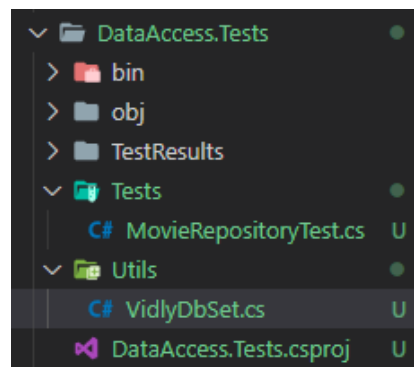 DataAccess.Tests
bin
obj
TestResults
Tests
C# MovieRepositoryTest.cs U
Utils
C# VidlyDbSet.cs U
DataAccess.Tests.csproj U